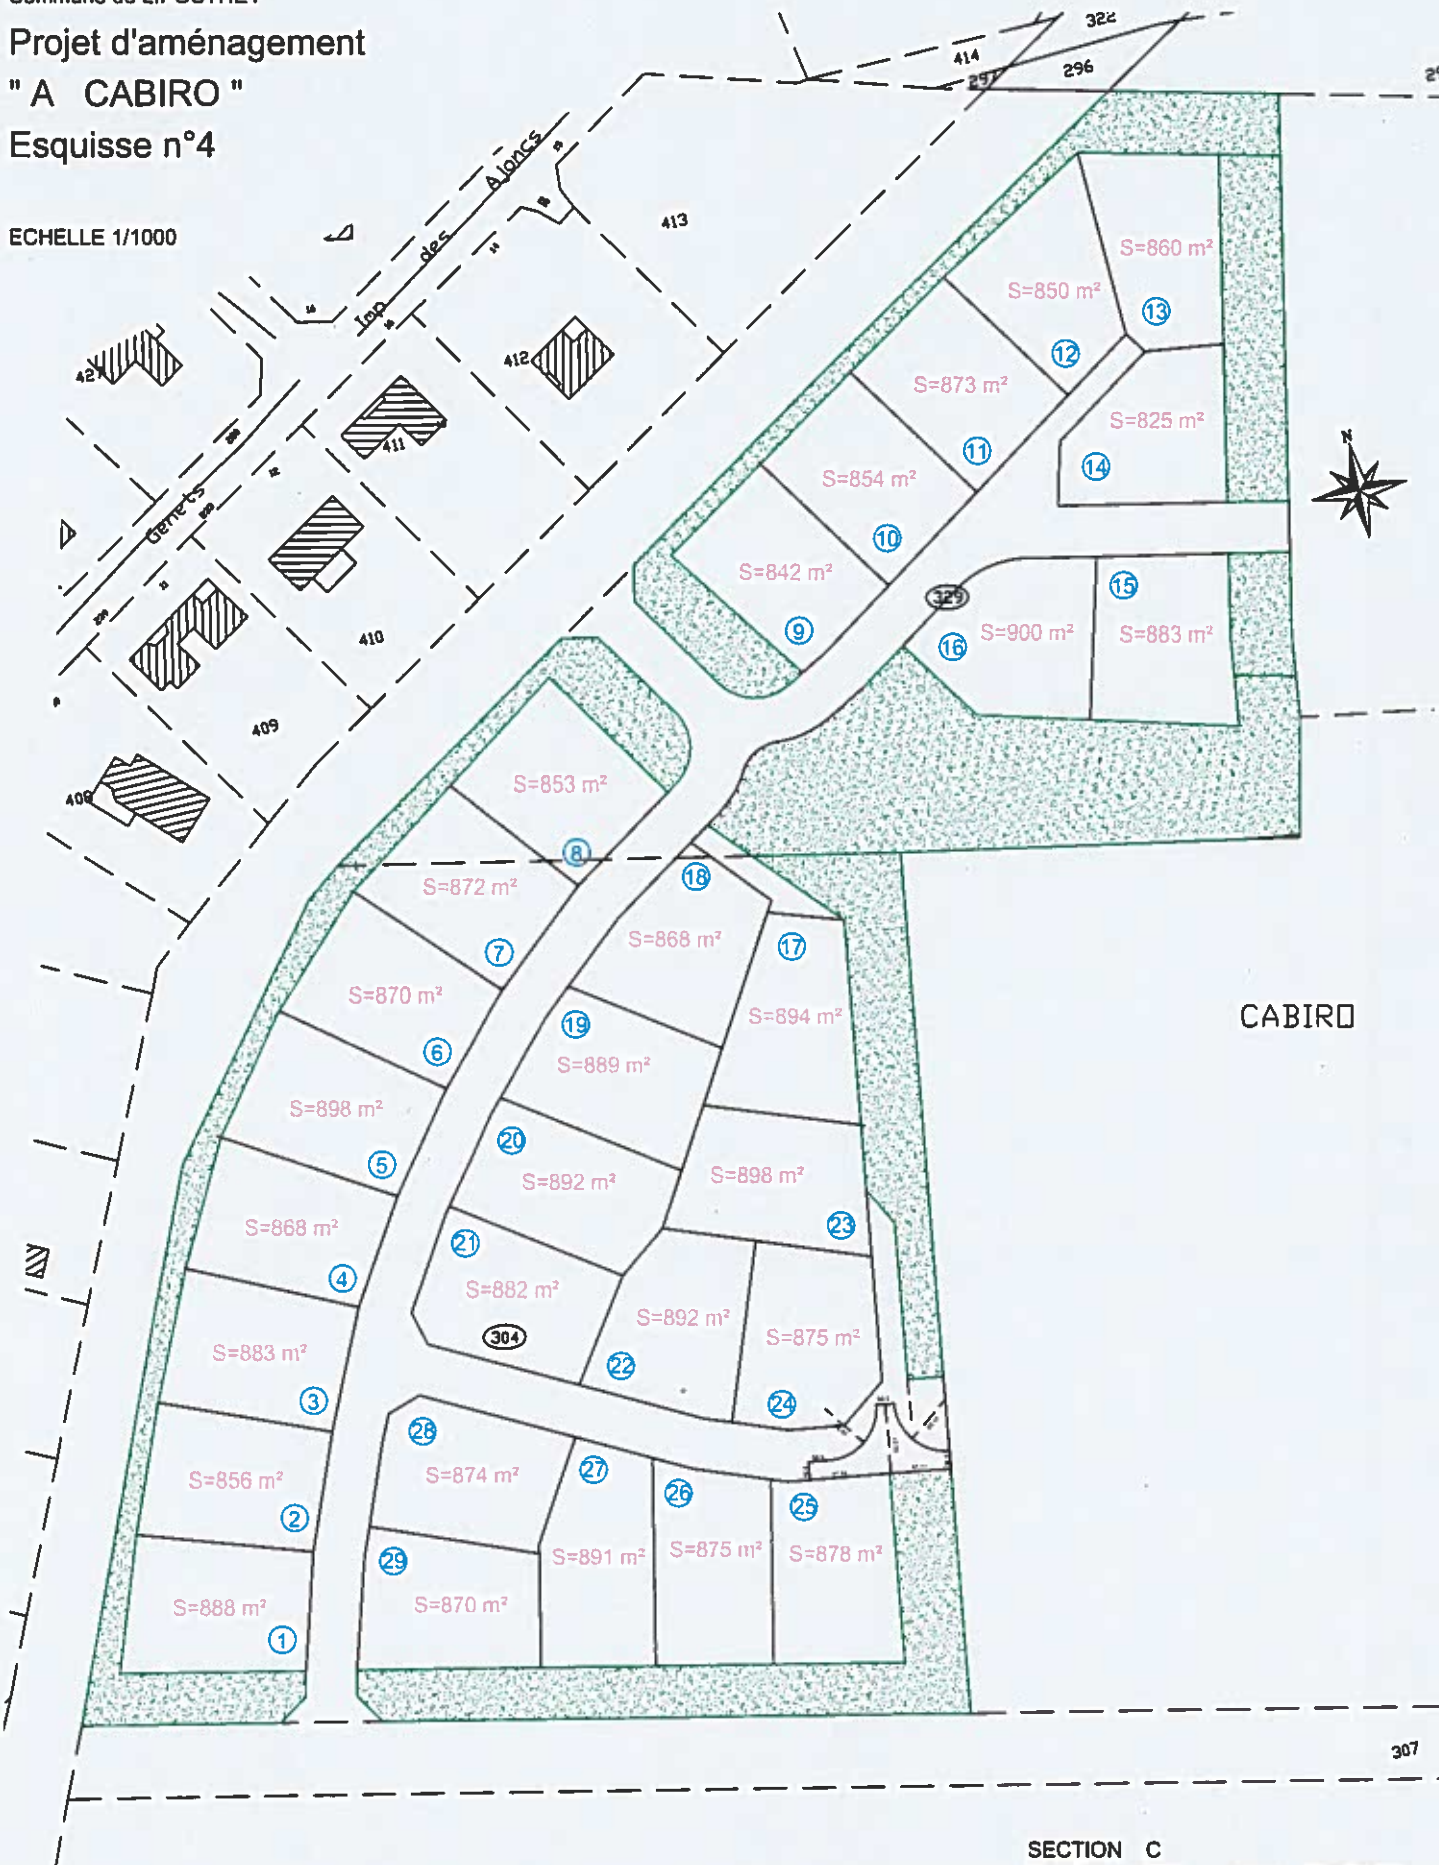 Projet d'aménagement
" A CABIRO "
Esquisse n°4
ECHELLE 1/1000
322
414
297
296
Imp des Ajoncs
413
427
412
411
Genets
410
409
408
N
S=860 m²
13
S=850 m²
12
S=873 m²
11
S=825 m²
14
S=854 m²
10
S=842 m²
9
329
15
S=883 m²
S=900 m²
16
S=853 m²
8
S=872 m²
7
18
S=868 m²
17
S=894 m²
S=870 m²
6
19
S=889 m²
CABIRO
S=898 m²
5
20
S=892 m²
S=898 m²
23
S=868 m²
4
21
S=882 m²
304
S=892 m²
22
S=875 m²
24
S=883 m²
3
28
S=874 m²
27
S=891 m²
26
S=875 m²
25
S=878 m²
S=856 m²
2
29
S=870 m²
S=888 m²
1
307
SECTION C